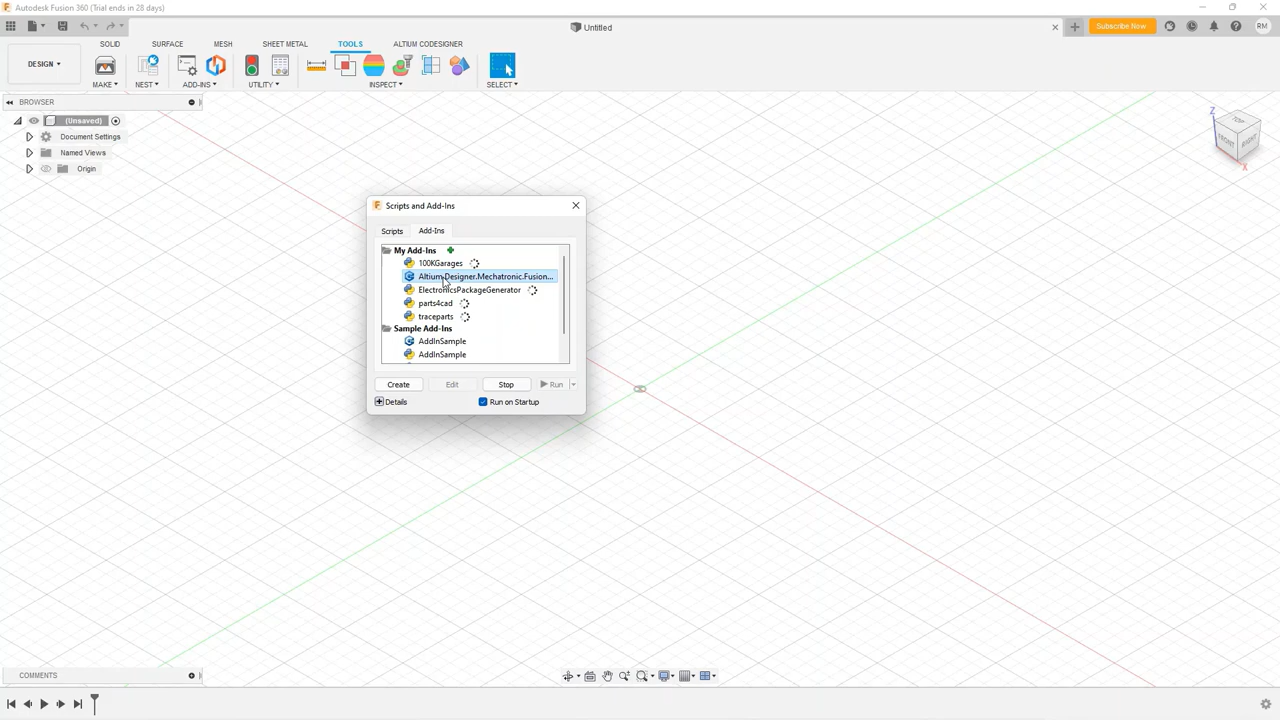 Autodesk Fusion 360 (Trial ends in 28 days)
Untitled
Subscribe Now
RM
SOLID SURFACE MESH SHEET METAL TOOLS ALTIUM CODESIGNER
DESIGN
MAKE NEST ADD-INS UTILITY INSPECT SELECT
BROWSER
(Unsaved)
Document Settings
Named Views
Origin
Z
TOP
FRONT RIGHT
X
Scripts and Add-Ins
Scripts Add-Ins
My Add-Ins
100KGarages
Altium.Designer.Mechatronic.Fusion...
ElectronicsPackageGenerator
parts4cad
traceparts
Sample Add-Ins
AddInSample
AddInSample
Create Edit Stop Run
Details Run on Startup
COMMENTS